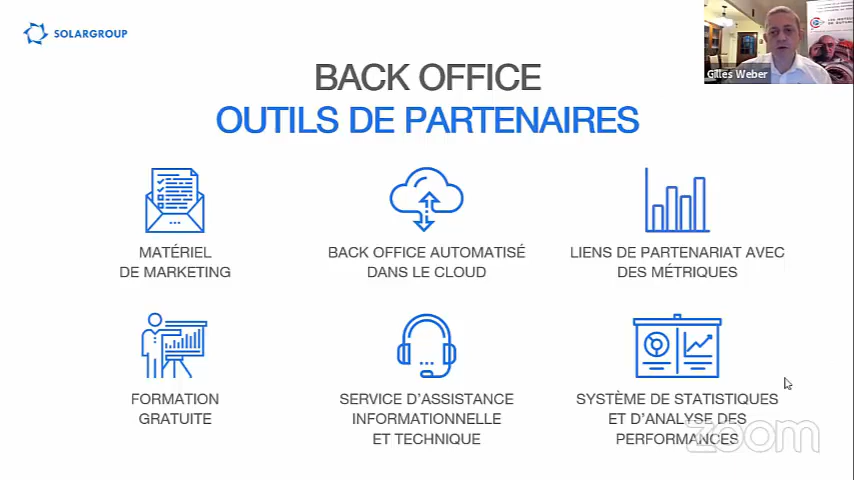 SOLARGROUP
Gilles Weber
BACK OFFICE
OUTILS DE PARTENAIRES
MATÉRIEL
DE MARKETING
BACK OFFICE AUTOMATISÉ
DANS LE CLOUD
LIENS DE PARTENARIAT AVEC
DES MÉTRIQUES
FORMATION
GRATUITE
SERVICE D'ASSISTANCE
INFORMATIONNELLE
ET TECHNIQUE
SYSTÈME DE STATISTIQUES
ET D'ANALYSE DES
PERFORMANCES
zoom